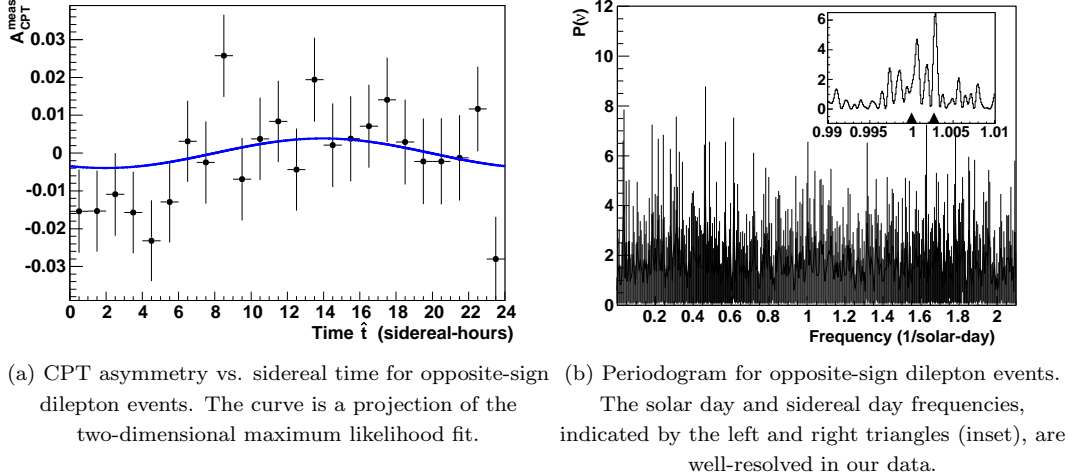 A_CPT^meas
0.03
0.02
0.01
0
-0.01
-0.02
-0.03
0 2 4 6 8 10 12 14 16 18 20 22 24
Time t̂ (sidereal-hours)
P(ν)
12
10
8
6
4
2
0
0.2 0.4 0.6 0.8 1 1.2 1.4 1.6 1.8 2
Frequency (1/solar-day)
6
4
2
0
0.99 0.995 1 1.005 1.01
(a) CPT asymmetry vs. sidereal time for opposite-sign
dilepton events. The curve is a projection of the
two-dimensional maximum likelihood fit.
(b) Periodogram for opposite-sign dilepton events.
The solar day and sidereal day frequencies,
indicated by the left and right triangles (inset), are
well-resolved in our data.